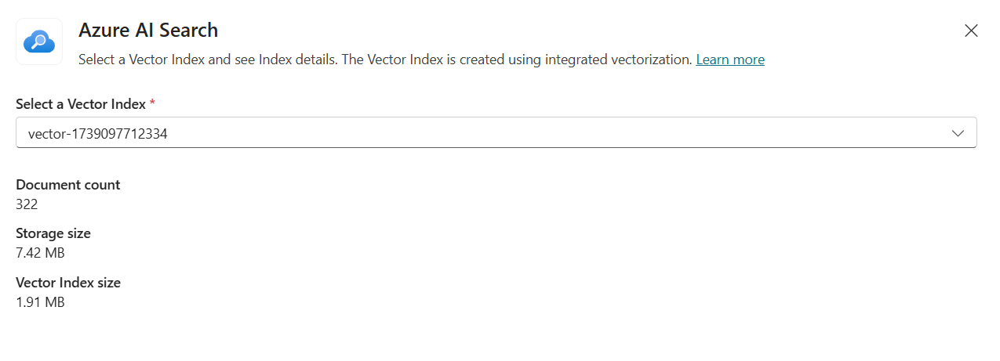 Azure AI Search
Select a Vector Index and see Index details. The Vector Index is created using integrated vectorization. Learn more
Select a Vector Index *
vector-1739097712334
Document count
322
Storage size
7.42 MB
Vector Index size
1.91 MB